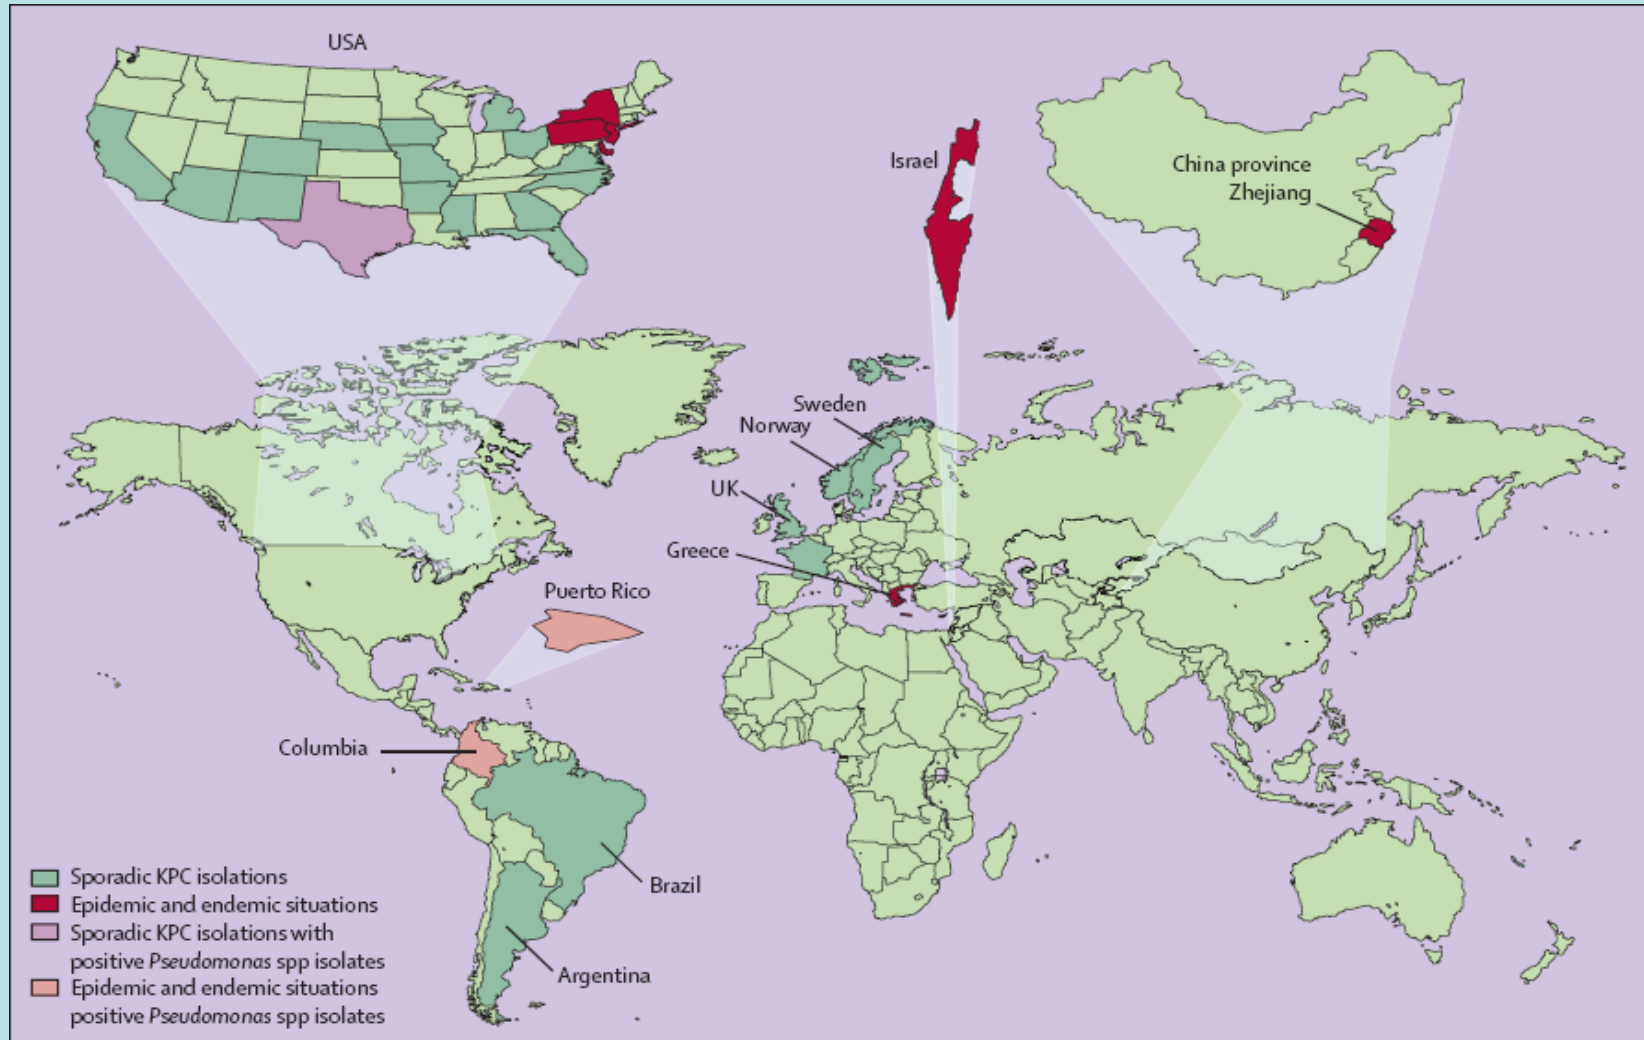 USA
Israel
China province
Zhejiang
Sweden
Norway
UK
Greece
Puerto Rico
Columbia
Brazil
Argentina
Sporadic KPC isolations
Epidemic and endemic situations
Sporadic KPC isolations with
positive Pseudomonas spp isolates
Epidemic and endemic situations
positive Pseudomonas spp isolates